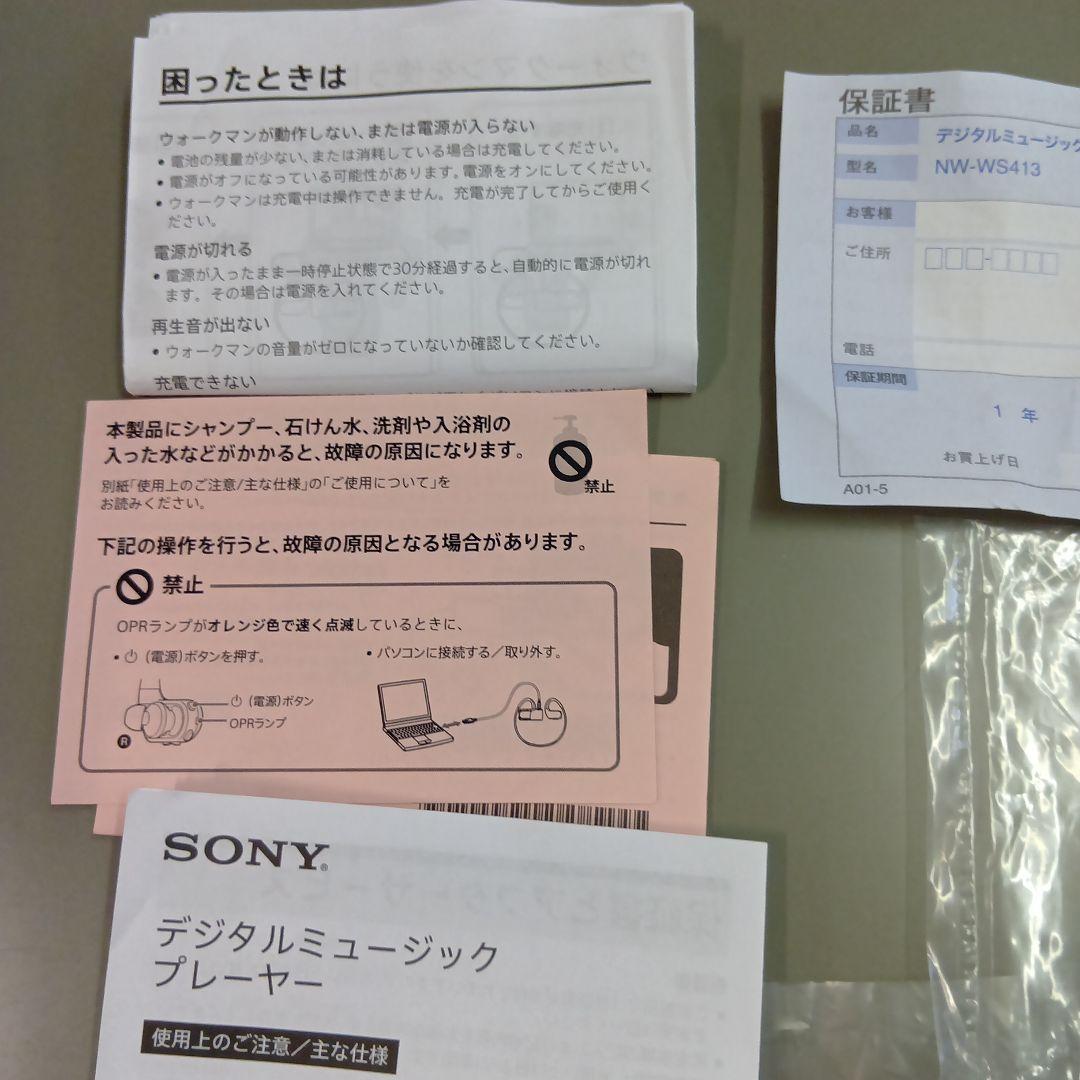 困ったときは
ウォークマンが動作しない、または電源が入らない
• 電池の残量が少ない、または消耗している場合は充電してください。
• 電源がオフになっている可能性があります。電源をオンにしてください。
• ウォークマンは充電中は操作できません。充電が完了してからご使用く
ださい。
電源が切れる
• 電源が入ったまま一時停止状態で30分経過すると、自動的に電源が切れ
ます。その場合は電源を入れてください。
再生音が出ない
• ウォークマンの音量がゼロになっていないか確認してください。
充電できない
保証書
品名 デジタルミュージック
型名 NW-WS413
お客様
ご住所
電話
保証期間
1 年
お買上げ日
A01-5
本製品にシャンプー、石けん水、洗剤や入浴剤の
入った水などがかかると、故障の原因になります。
禁止
別紙「使用上のご注意/主な仕様」の「ご使用について」を
お読みください。
下記の操作を行うと、故障の原因となる場合があります。
禁止
OPRランプがオレンジ色で速く点滅しているときに、
• ⏻ (電源)ボタンを押す。
• パソコンに接続する/取り外す。
⏻ (電源)ボタン
OPRランプ
R
SONY®
デジタルミュージック
プレーヤー
使用上のご注意/主な仕様